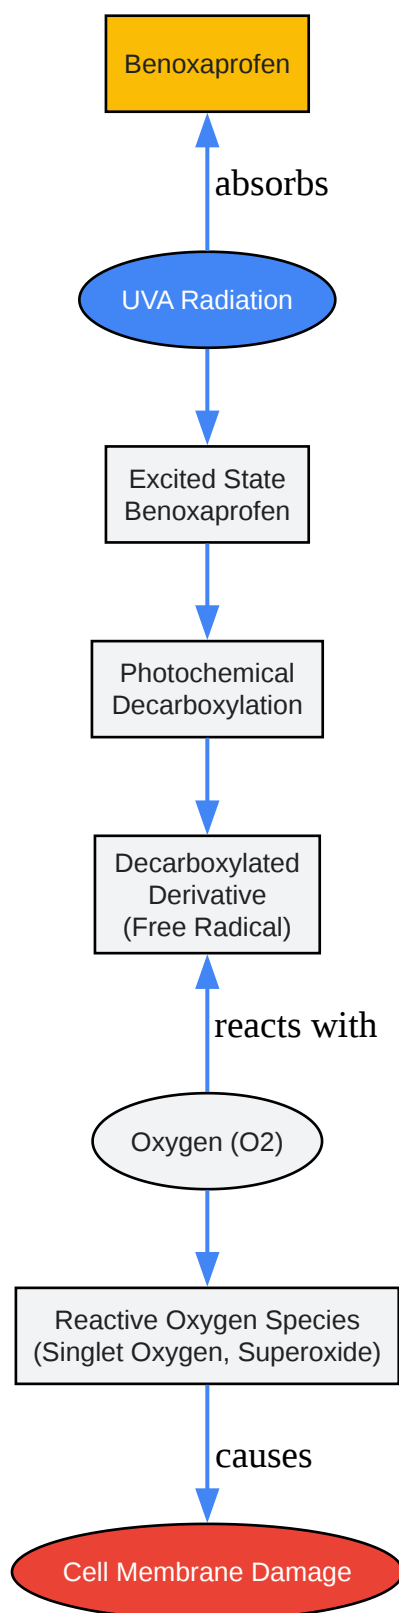 Benoxaprofen
absorbs
UVA Radiation
Excited State
Benoxaprofen
Photochemical
Decarboxylation
Decarboxylated
Derivative
(Free Radical)
reacts with
Oxygen (O2)
Reactive Oxygen Species
(Singlet Oxygen, Superoxide)
causes
Cell Membrane Damage